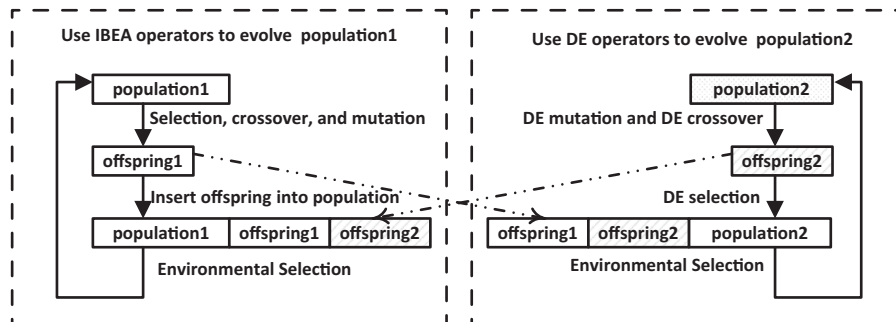 Use IBEA operators to evolve population1
population1
Selection, crossover, and mutation
offspring1
Insert offspring into population
population1 offspring1 offspring2
Environmental Selection
Use DE operators to evolve population2
population2
DE mutation and DE crossover
offspring2
DE selection
offspring1 offspring2 population2
Environmental Selection